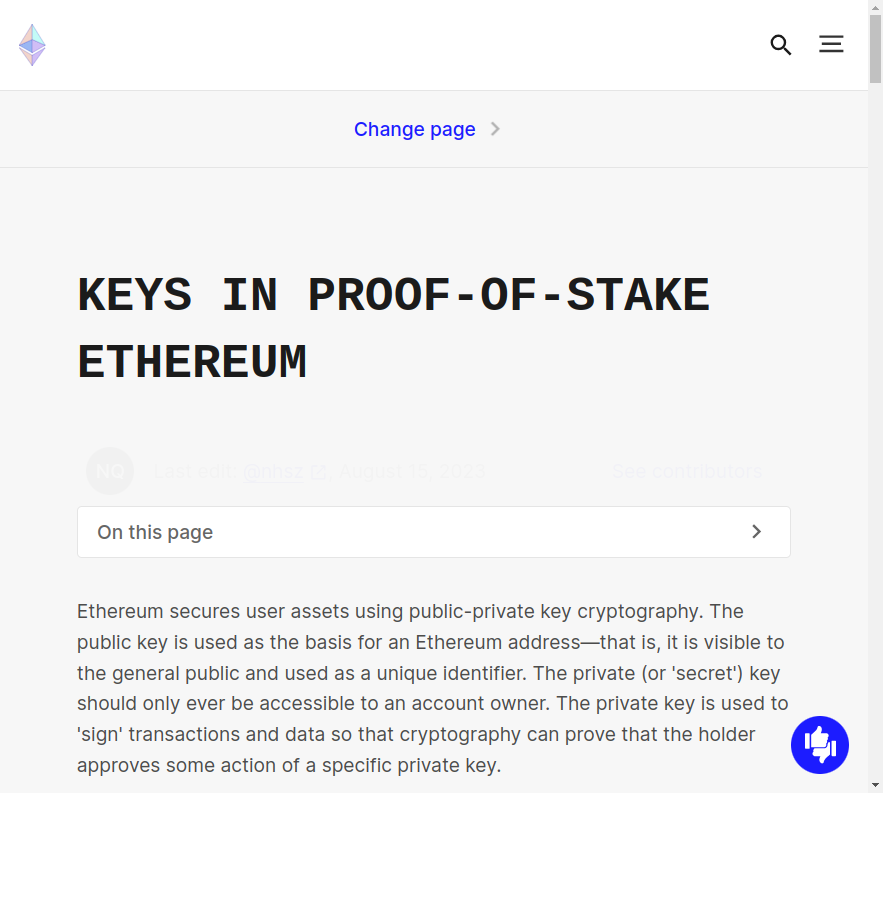 Change page
KEYS IN PROOF-OF-STAKE
ETHEREUM
NQ Last edit: @nhsz August 18, 2023 See contributors
On this page
Ethereum secures user assets using public-private key cryptography. The
public key is used as the basis for an Ethereum address—that is, it is visible to
the general public and used as a unique identifier. The private (or 'secret') key
should only ever be accessible to an account owner. The private key is used to
'sign' transactions and data so that cryptography can prove that the holder
approves some action of a specific private key.